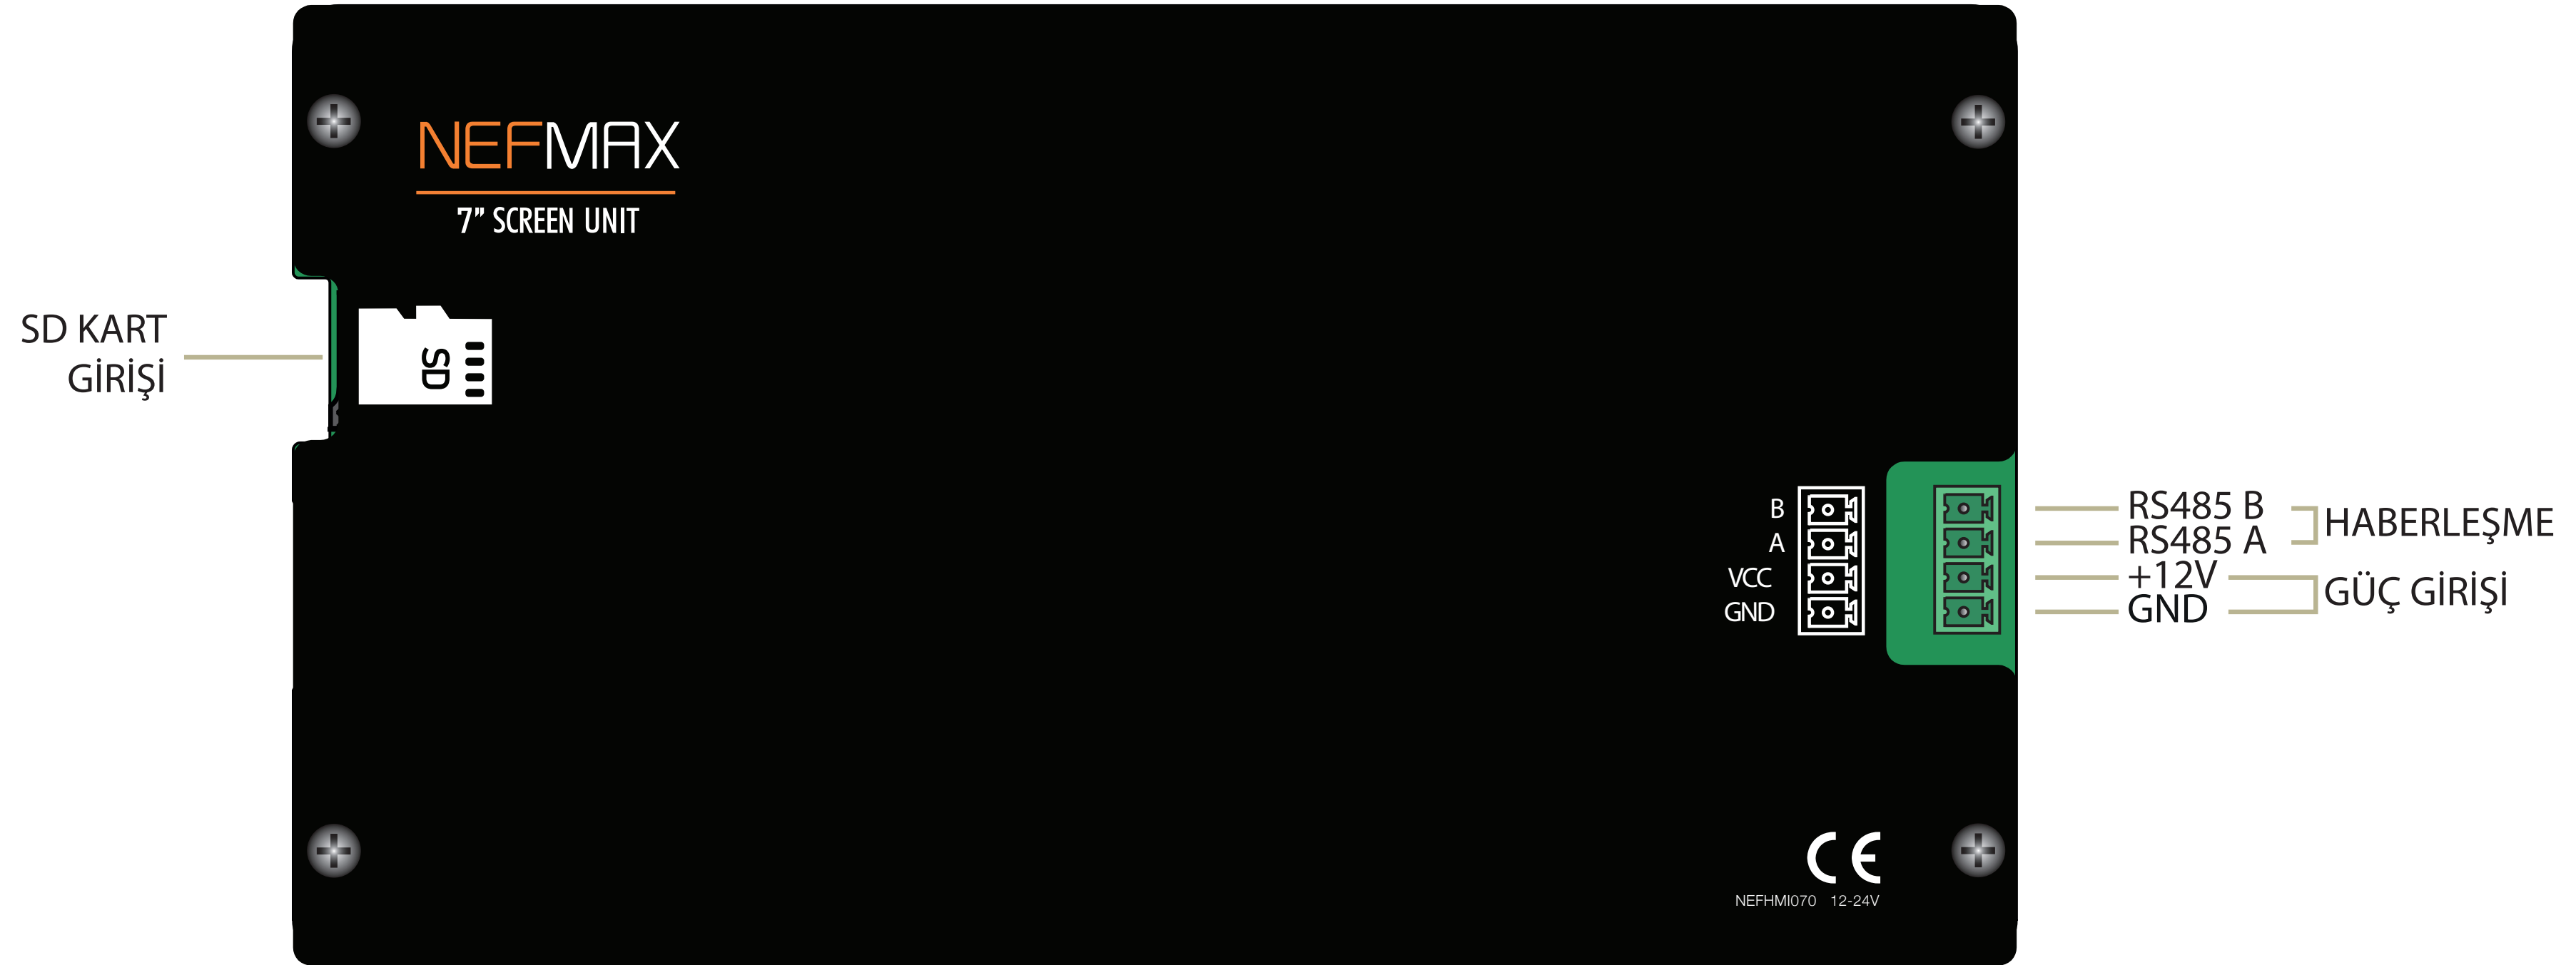 NEFMAX
7” SCREEN UNIT
SD KART
GİRİŞİ
SD
B
A
VCC
GND
RS485 B
RS485 A
+12V
GND
HABERLEŞME
GÜÇ GİRİŞİ
CE
NEFHMI070 12-24V